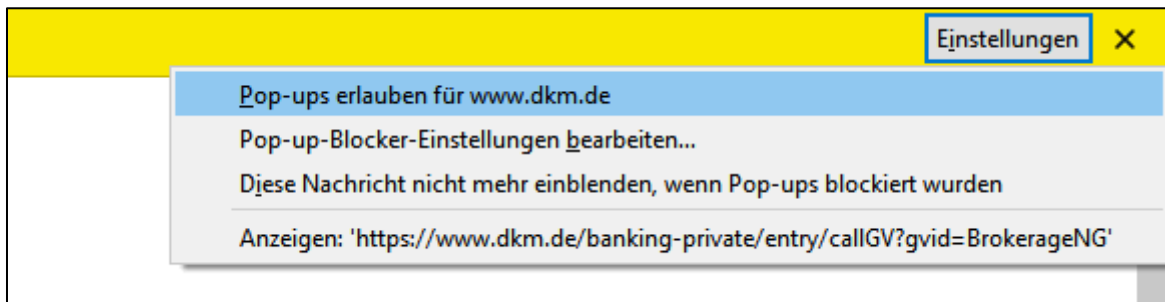 Einstellungen
Pop-ups erlauben für www.dkm.de
Pop-up-Blocker-Einstellungen bearbeiten...
Diese Nachricht nicht mehr einblenden, wenn Pop-ups blockiert wurden
Anzeigen: 'https://www.dkm.de/banking-private/entry/callGV?gvid=BrokerageNG'